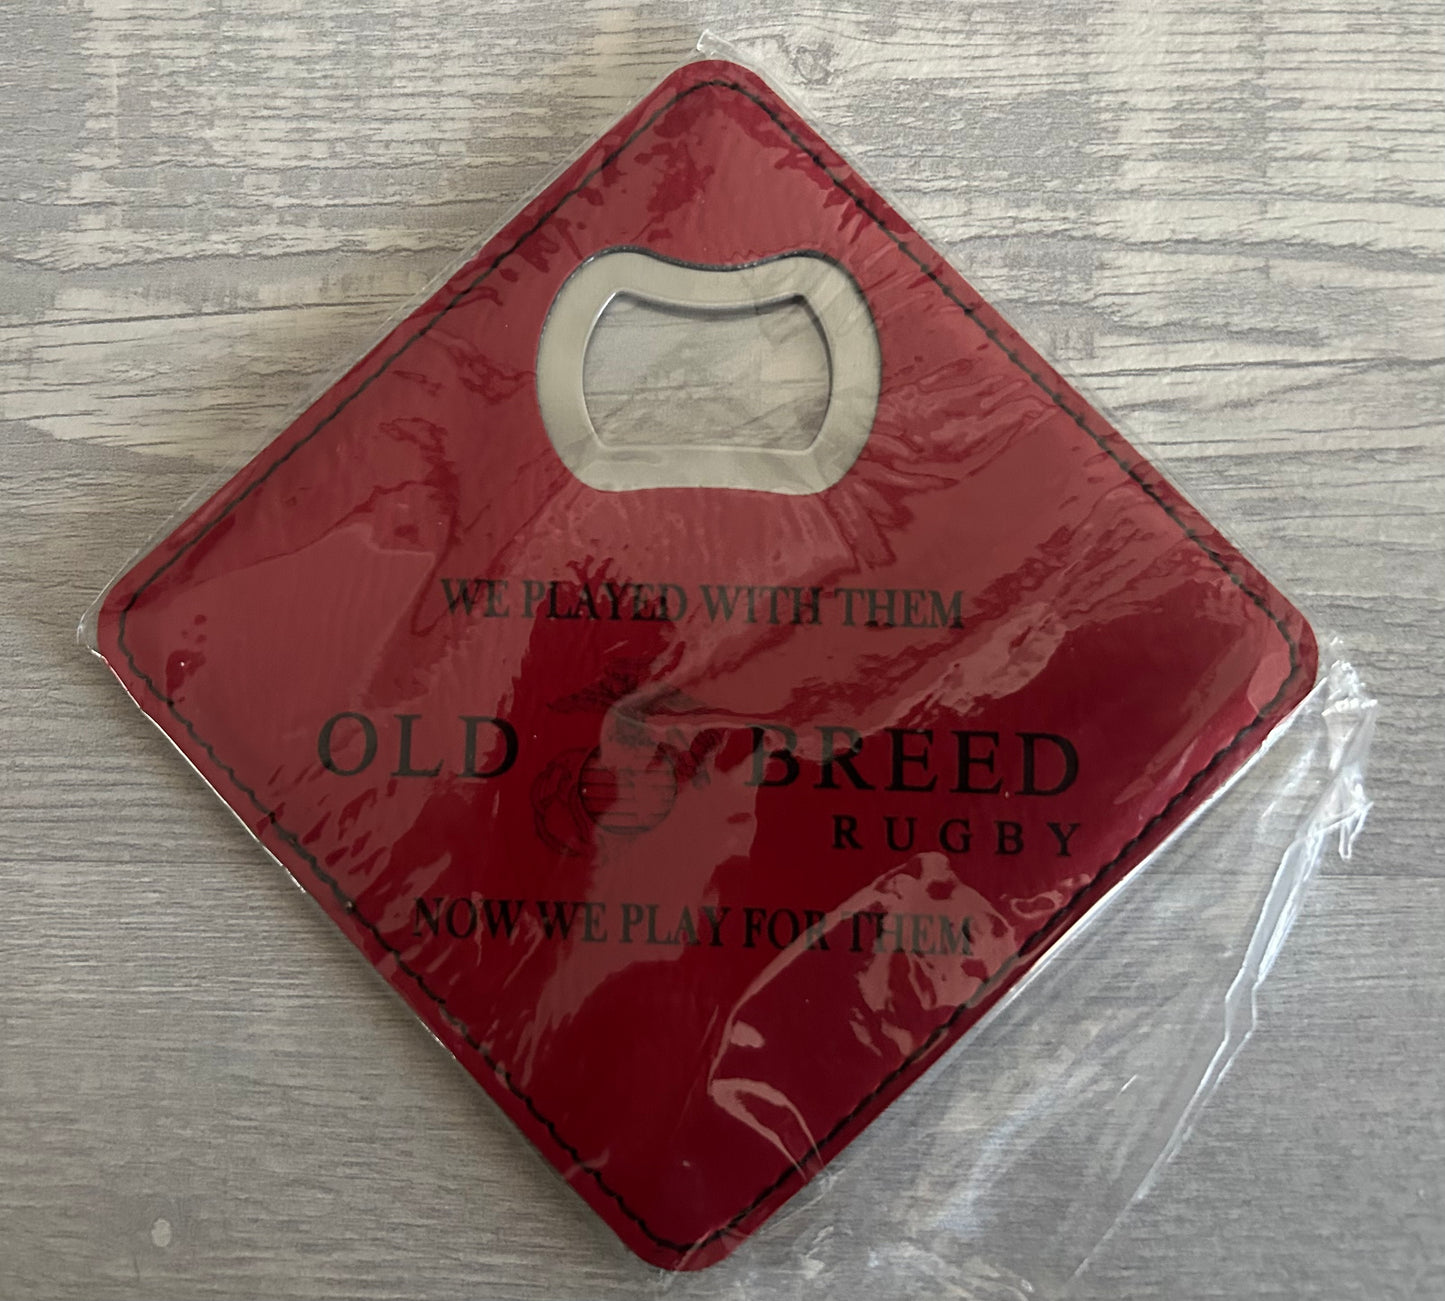 WE PLAYED WITH THEM
OLD BREED
RUGBY
NOW WE PLAY FOR THEM